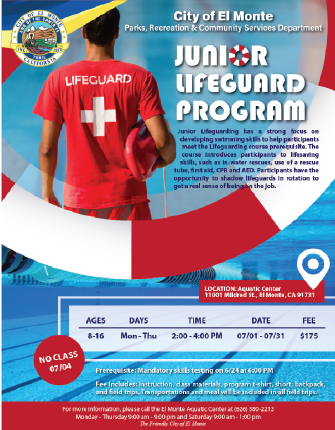 CITY OF EL MONTE
CALIFORNIA
City of El Monte
Parks, Recreation & Community Services Department
JUNIOR
LIFEGUARD
PROGRAM
LIFEGUARD
Junior Lifeguarding has a strong focus on
developing swimming skills to help participants
meet the Lifeguarding course prerequisite. The
course introduces participants to lifesaving
skills, such as in-water rescues, use of a rescue
tube, first aid, CPR and AED. Participants have the
opportunity to shadow lifeguards in rotation to
get a real sense of being on the job.
LOCATION: Aquatic Center
11001 Mildred St., El Monte, CA 91731
AGES DAYS TIME DATE FEE
8-16 Mon - Thu 2:00 - 4:00 PM 07/01 - 07/31 $175
NO CLASS
07/04
Prerequisite: Mandatory skills testing on 6/24 at 4:00 PM
Fee Includes: Instruction, class materials, program t-shirt, short, backpack,
and field trips. Transportations and meal will be included in all field trips.
For more information, please call the El Monte Aquatic Center at (626) 580-2213
Monday - Thursday 9:00 am - 9:00 pm and Saturday 9:00 am - 1:00 pm
The Friendly City of El Monte